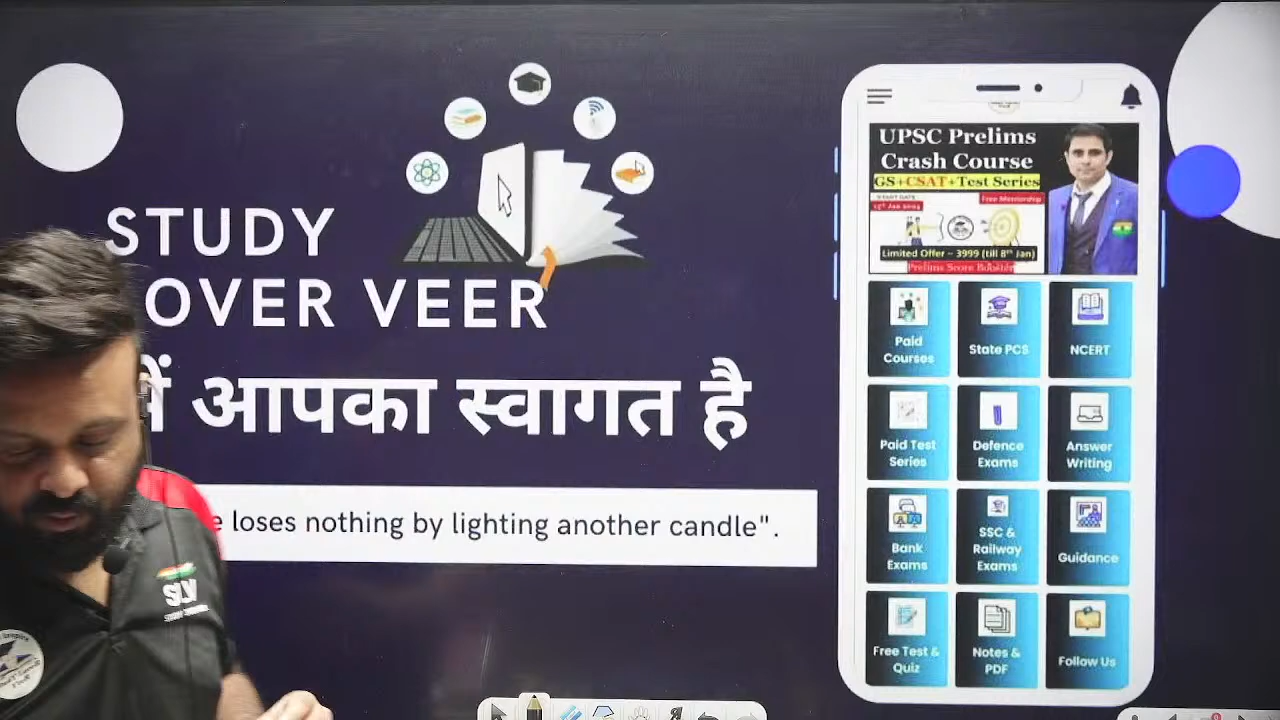 STUDY
OVER VEER
में आपका स्वागत है
e loses nothing by lighting another candle".
SLV
UPSC Prelims
Crash Course
GS+CSAT+Test Series
Free Mentorship
Limited Offer – 3999 (till 8th Jan)
Prelims Score Booster
Paid
Courses
State PCS
NCERT
Paid Test
Series
Defence
Exams
Answer
Writing
Bank
Exams
SSC &
Railway
Exams
Guidance
Free Test &
Quiz
Notes &
PDF
Follow Us